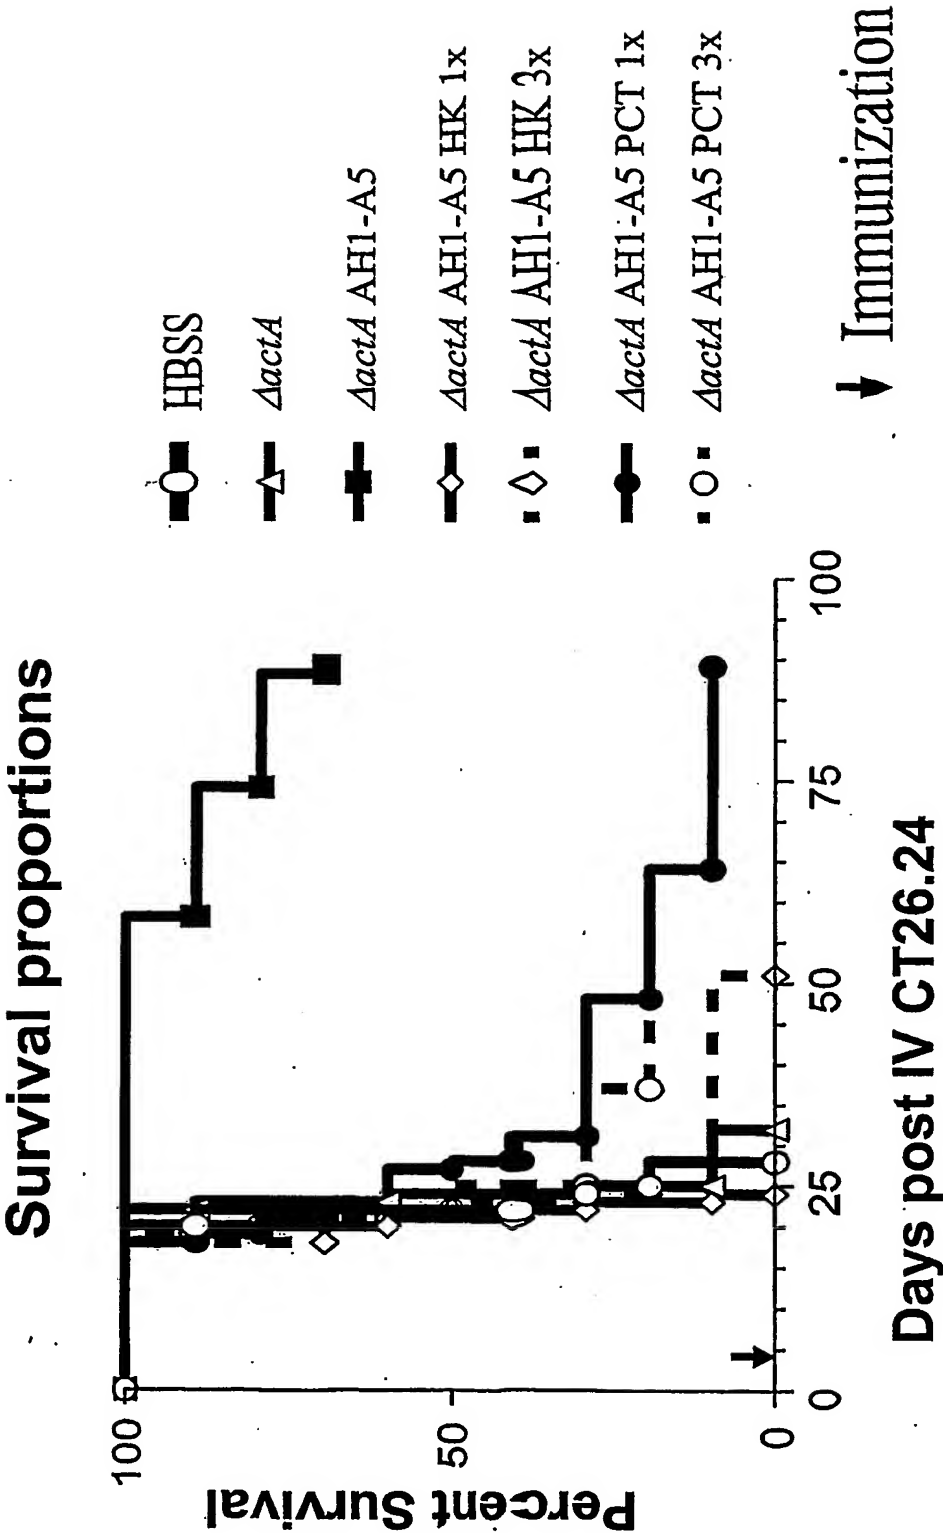 Survival proportions
Percent Survival
100
50
0
0
25
50
75
100
Days post IV CT26.24
HBSS
ΔactA
ΔactA AH1-A5
ΔactA AH1-A5 HK 1x
ΔactA AH1-A5 HK 3x
ΔactA AH1-A5 PCT 1x
ΔactA AH1-A5 PCT 3x
Immunization